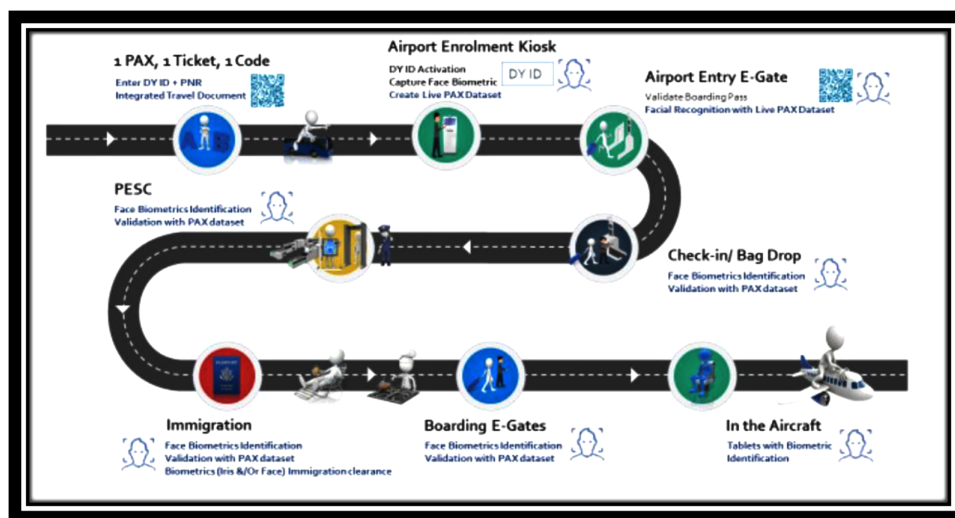 1 PAX, 1 Ticket, 1 Code
Enter DY ID + PNR
Integrated Travel Document
Airport Enrolment Kiosk
DY ID Activation
Capture Face Biometric
Create Live PAX Dataset
DY ID
Airport Entry E-Gate
Validate Boarding Pass
Facial Recognition with Live PAX Dataset
PESC
Face Biometrics Identification
Validation with PAX dataset
Check-in/ Bag Drop
Face Biometrics Identification
Validation with PAX dataset
Immigration
Face Biometrics Identification
Validation with PAX dataset
Biometrics (Iris &/Or Face) Immigration clearance
Boarding E-Gates
Face Biometrics Identification
Validation with PAX dataset
In the Aircraft
Tablets with Biometric
Identification